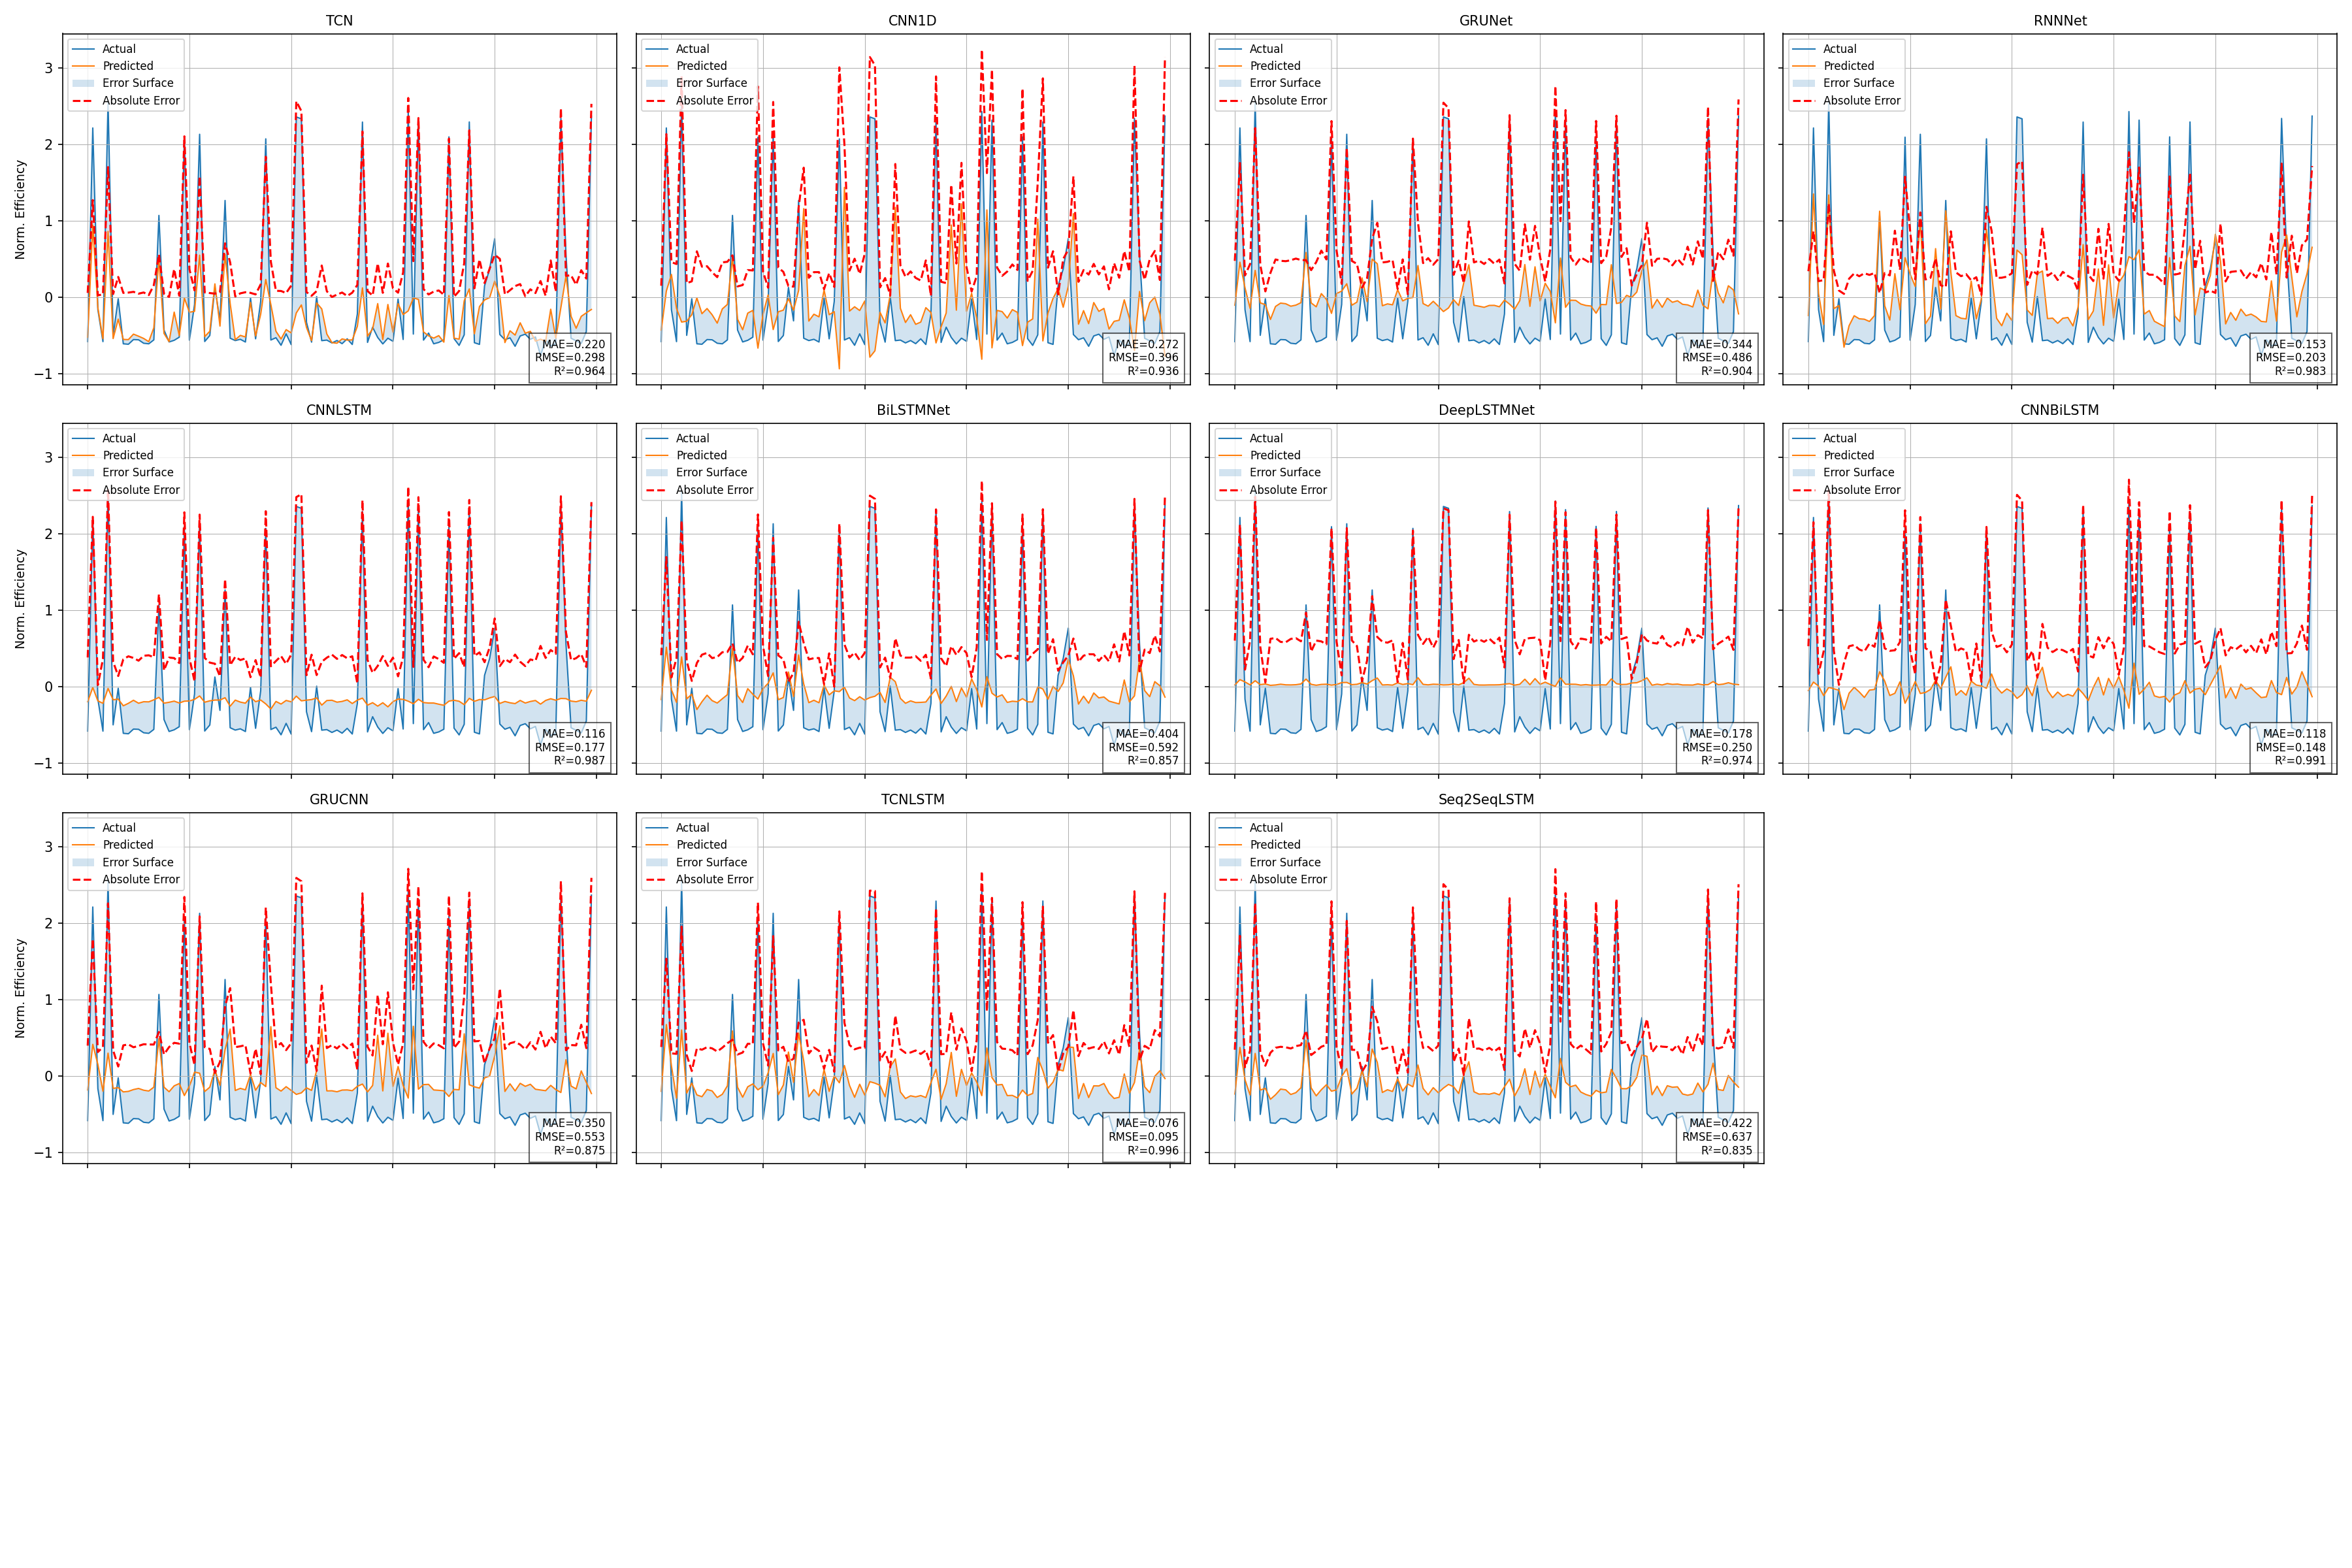 TCN
Norm. Efficiency
3
2
1
0
−1
Actual
Predicted
Error Surface
Absolute Error
MAE=0.220
RMSE=0.298
R²=0.964
CNN1D
Actual
Predicted
Error Surface
Absolute Error
MAE=0.272
RMSE=0.396
R²=0.936
GRUNet
Actual
Predicted
Error Surface
Absolute Error
MAE=0.344
RMSE=0.486
R²=0.904
RNNNet
Actual
Predicted
Error Surface
Absolute Error
MAE=0.153
RMSE=0.203
R²=0.983
CNNLSTM
Norm. Efficiency
3
2
1
0
−1
Actual
Predicted
Error Surface
Absolute Error
MAE=0.116
RMSE=0.177
R²=0.987
BiLSTMNet
Actual
Predicted
Error Surface
Absolute Error
MAE=0.404
RMSE=0.592
R²=0.857
DeepLSTMNet
Actual
Predicted
Error Surface
Absolute Error
MAE=0.178
RMSE=0.250
R²=0.974
CNNBiLSTM
Actual
Predicted
Error Surface
Absolute Error
MAE=0.118
RMSE=0.148
R²=0.991
GRUCNN
Norm. Efficiency
3
2
1
0
−1
Actual
Predicted
Error Surface
Absolute Error
MAE=0.350
RMSE=0.553
R²=0.875
TCNLSTM
Actual
Predicted
Error Surface
Absolute Error
MAE=0.076
RMSE=0.095
R²=0.996
Seq2SeqLSTM
Actual
Predicted
Error Surface
Absolute Error
MAE=0.422
RMSE=0.637
R²=0.835